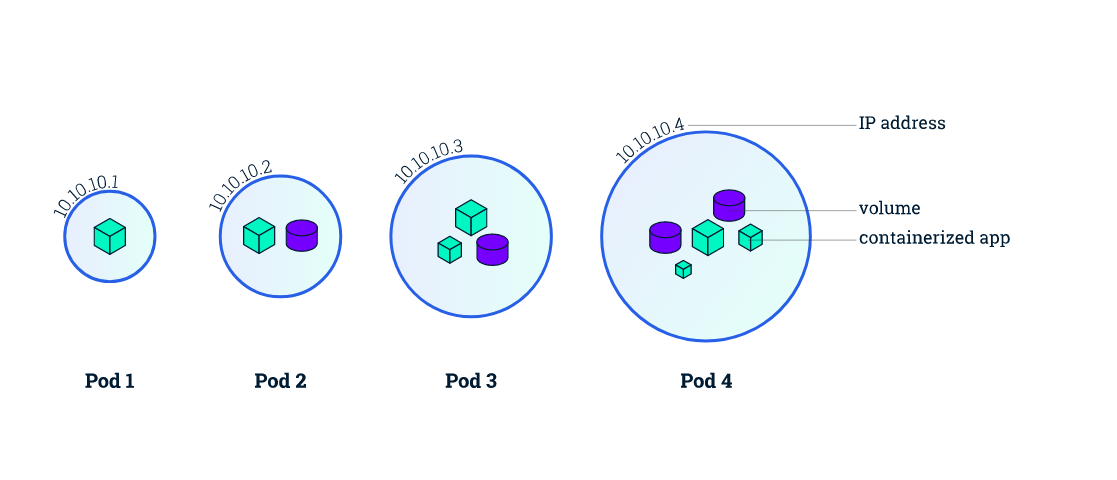 10.10.10.1
10.10.10.2
10.10.10.3
10.10.10.4
IP address
volume
containerized app
Pod 1
Pod 2
Pod 3
Pod 4